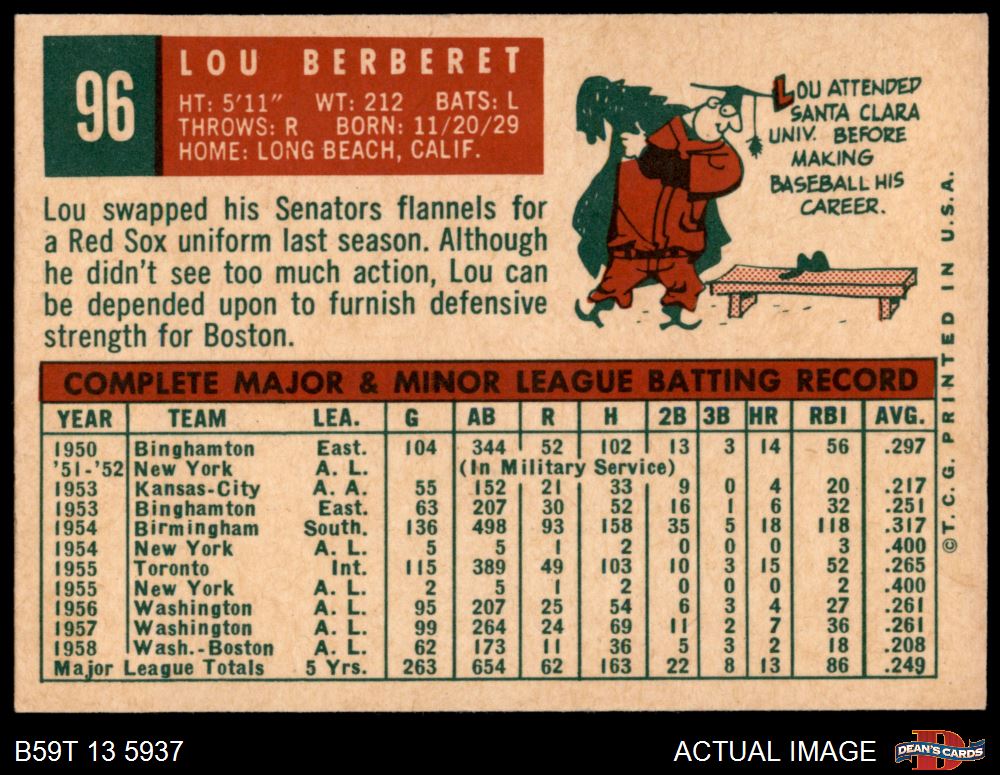 96
LOU BERBERET
HT: 5'11" WT: 212 BATS: L
THROWS: R BORN: 11/20/29
HOME: LONG BEACH, CALIF.
Lou swapped his Senators flannels for
a Red Sox uniform last season. Although
he didn't see too much action, Lou can
be depended upon to furnish defensive
strength for Boston.
LOU ATTENDED
SANTA CLARA
UNIV. BEFORE
MAKING
BASEBALL HIS
CAREER.
COMPLETE MAJOR & MINOR LEAGUE BATTING RECORD
YEAR TEAM LEA. G AB R H 2B 3B HR RBI AVG.
1950 Binghamton East. 104 344 52 102 13 3 14 56 .297
'51-'52 New York A. L. (In Military Service)
1953 Kansas-City A. A. 55 152 21 33 9 0 4 20 .217
1953 Binghamton East. 63 207 30 52 16 1 6 32 .251
1954 Birmingham South. 136 498 93 158 35 5 18 118 .317
1954 New York A. L. 5 5 1 2 0 0 0 3 .400
1955 Toronto Int. 115 389 49 103 10 3 15 52 .265
1955 New York A. L. 2 5 1 2 0 0 0 2 .400
1956 Washington A. L. 95 207 25 54 6 3 4 27 .261
1957 Washington A. L. 99 264 24 69 11 2 7 36 .261
1958 Wash.-Boston A. L. 62 173 11 36 5 3 2 18 .208
Major League Totals 5 Yrs. 263 654 62 163 22 8 13 86 .249
© T. C. G. PRINTED IN U.S.A.
B59T 13 5937
ACTUAL IMAGE
D
DEAN'S CARDS